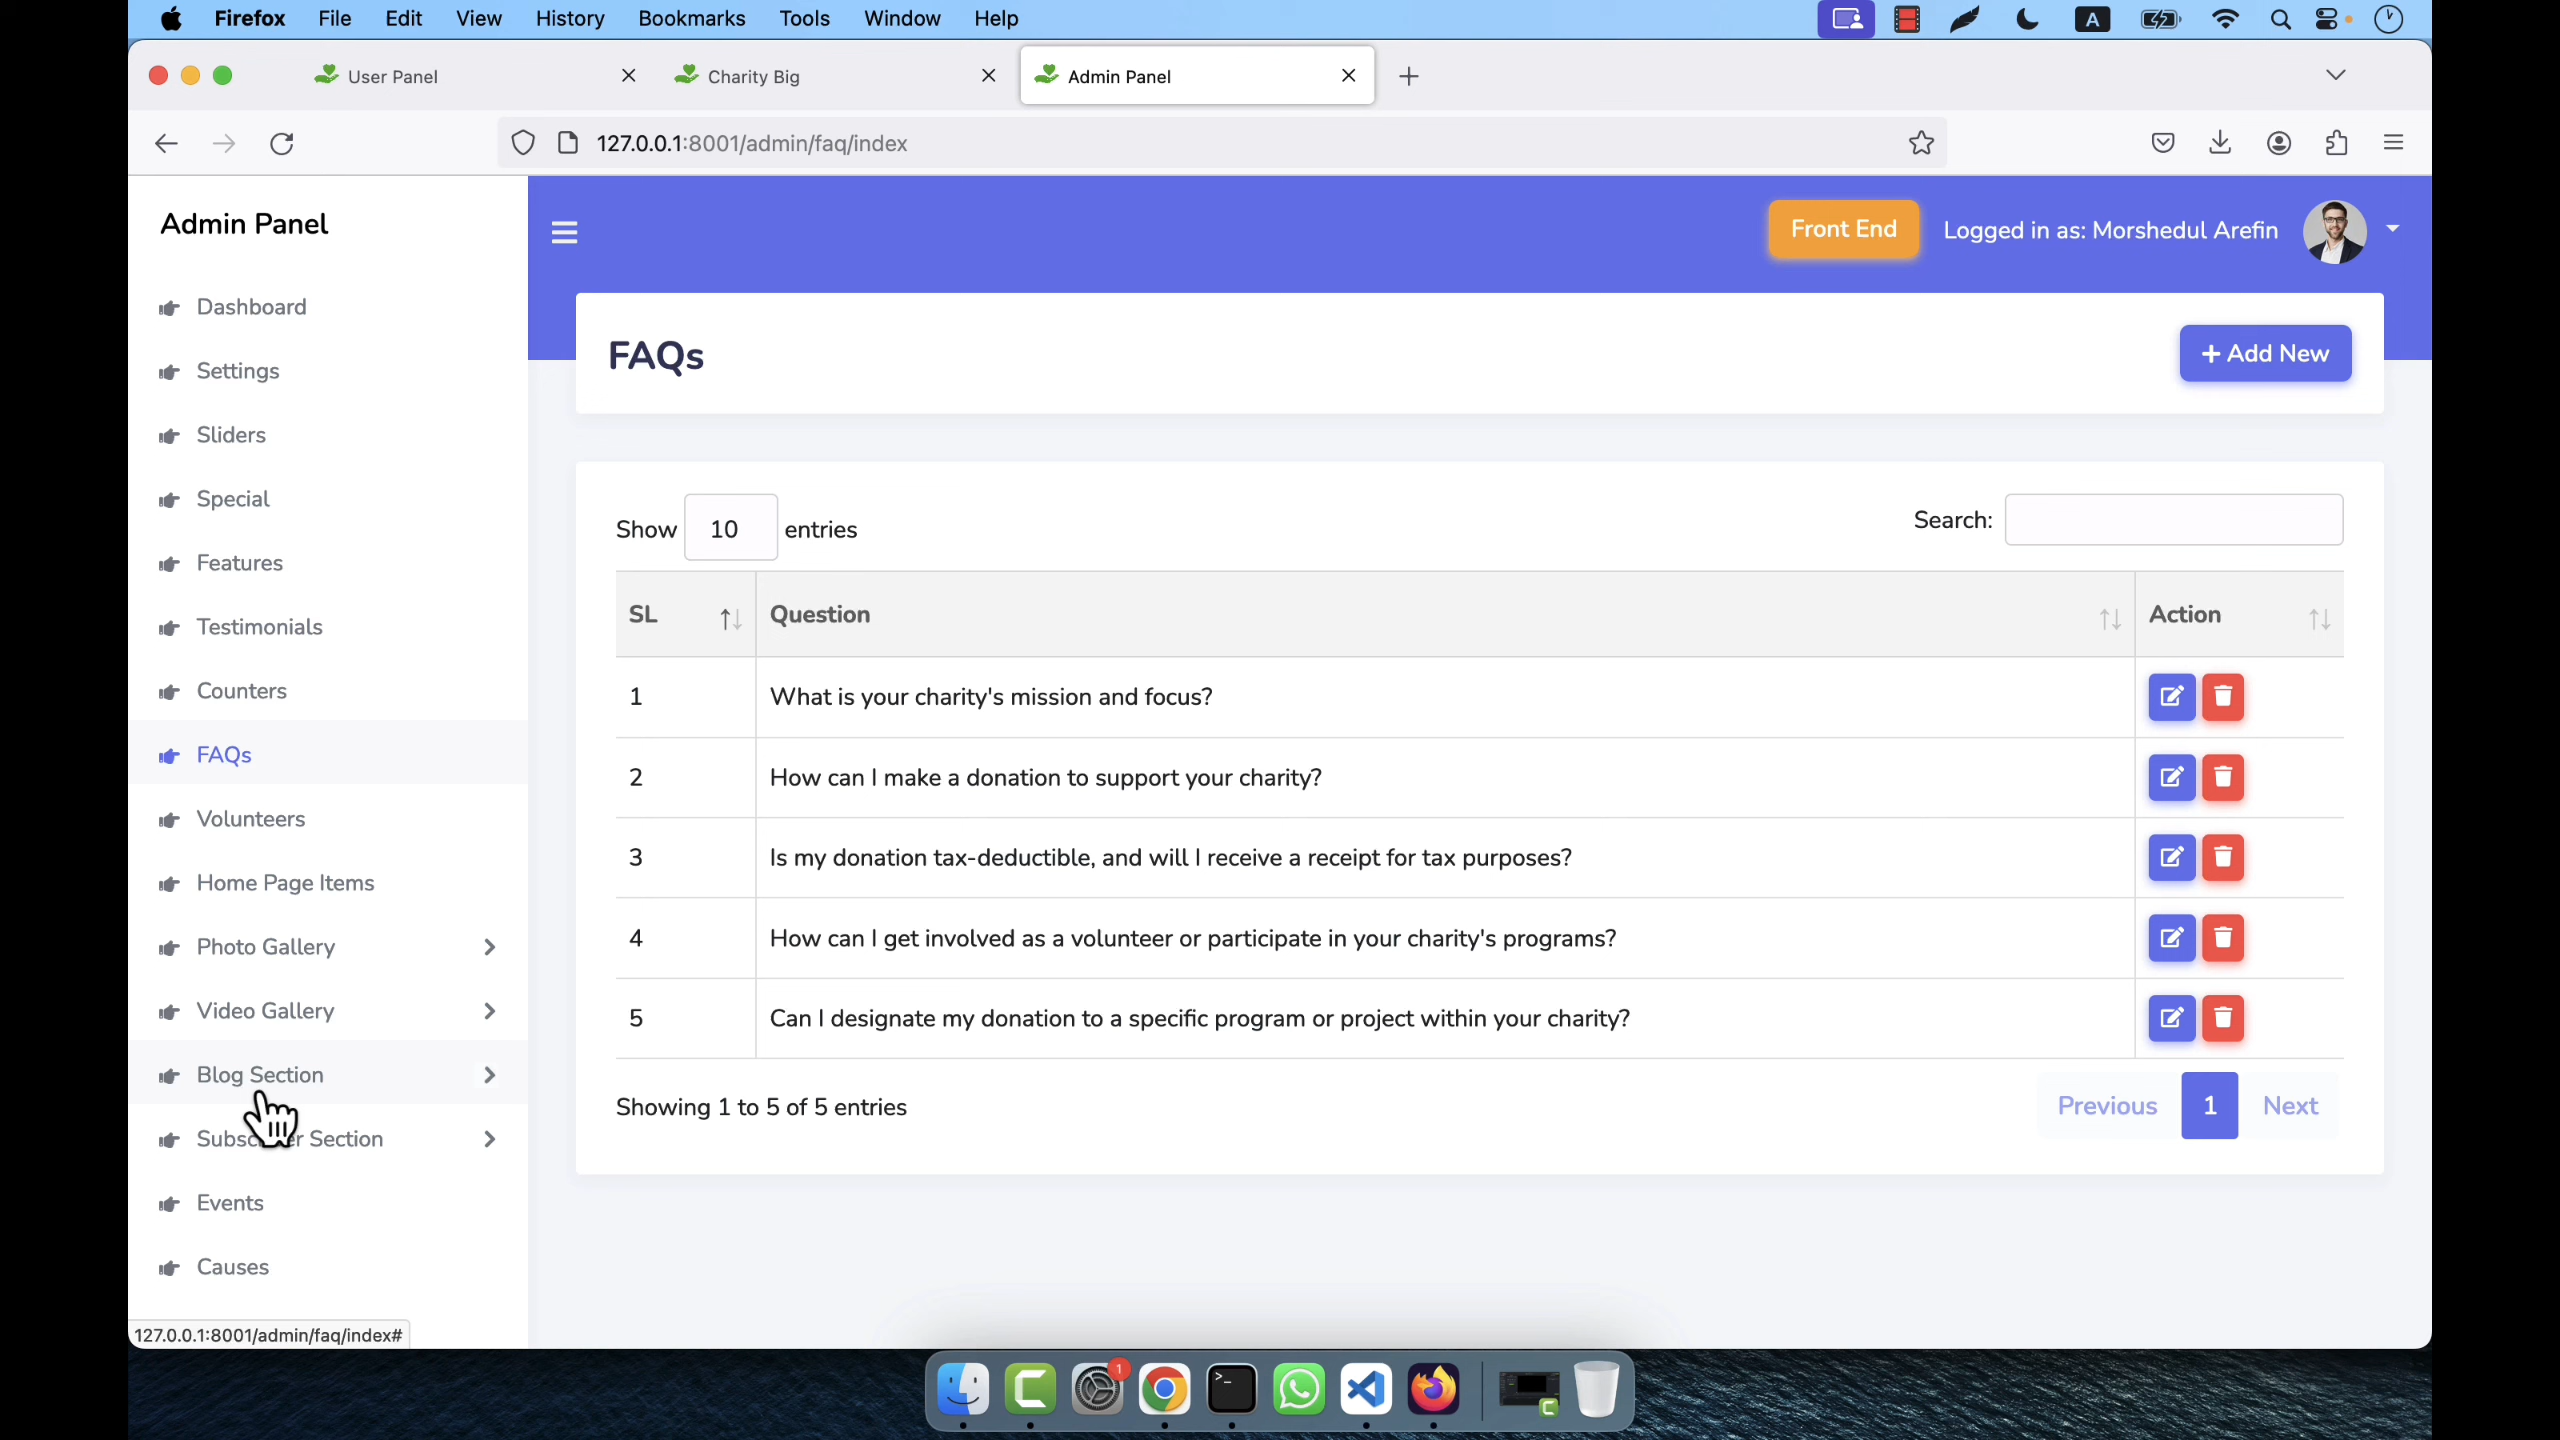 Firefox File Edit View History Bookmarks Tools Window Help A
User Panel Charity Big Admin Panel
127.0.0.1:8001/admin/faq/index
Admin Panel
Front End Logged in as: Morshedul Arefin
Dashboard
Settings
Sliders
Special
Features
Testimonials
Counters
FAQs
Volunteers
Home Page Items
Photo Gallery
Video Gallery
Blog Section
Section
Events
Causes
127.0.0.1:8001/admin/faq/index#
FAQs
+ Add New
Show 10 entries
Search:
SL Question Action
1 What is your charity's mission and focus?
2 How can I make a donation to support your charity?
3 Is my donation tax-deductible, and will I receive a receipt for tax purposes?
4 How can I get involved as a volunteer or participate in your charity's programs?
5 Can I designate my donation to a specific program or project within your charity?
Showing 1 to 5 of 5 entries
Previous 1 Next
1